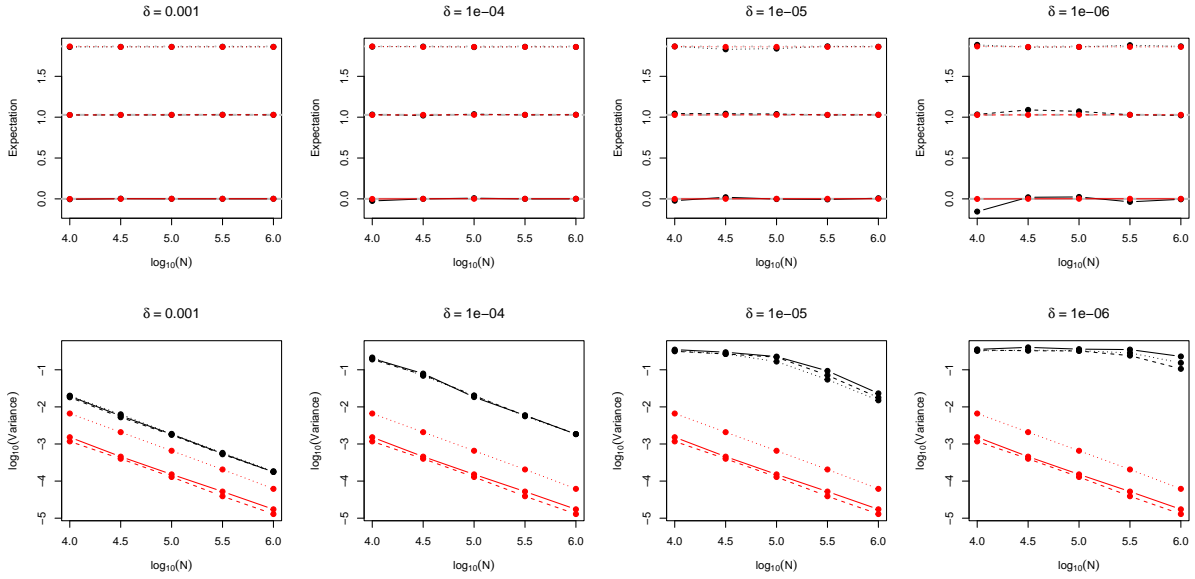 δ = 0.001
δ = 1e−04
δ = 1e−05
δ = 1e−06
Expectation
0.0 0.5 1.0 1.5
4.0 4.5 5.0 5.5 6.0
log10(N)
Expectation
0.0 0.5 1.0 1.5
4.0 4.5 5.0 5.5 6.0
log10(N)
Expectation
0.0 0.5 1.0 1.5
4.0 4.5 5.0 5.5 6.0
log10(N)
Expectation
0.0 0.5 1.0 1.5
4.0 4.5 5.0 5.5 6.0
log10(N)
δ = 0.001
δ = 1e−04
δ = 1e−05
δ = 1e−06
log10(Variance)
−5 −4 −3 −2 −1
4.0 4.5 5.0 5.5 6.0
log10(N)
log10(Variance)
−5 −4 −3 −2 −1
4.0 4.5 5.0 5.5 6.0
log10(N)
log10(Variance)
−5 −4 −3 −2 −1
4.0 4.5 5.0 5.5 6.0
log10(N)
log10(Variance)
−5 −4 −3 −2 −1
4.0 4.5 5.0 5.5 6.0
log10(N)